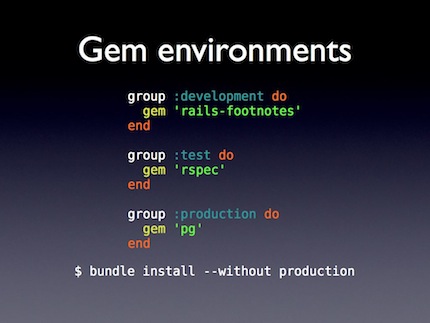 Gem environments
group :development do
  gem 'rails-footnotes'
end
group :test do
  gem 'rspec'
end
group :production do
  gem 'pg'
end
$ bundle install --without production